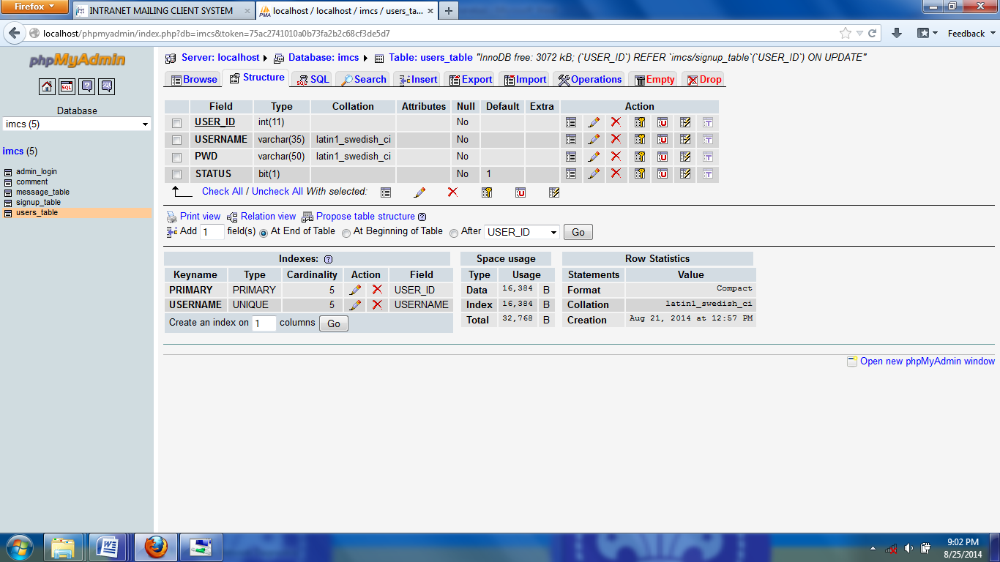 Firefox
INTRANET MAILING CLIENT SYSTEM
PMA localhost / localhost / imcs / users_ta...
localhost/phpmyadmin/index.php?db=imcs&token=75ac2741010a0b73fa2b2c68cf3de5d7
Feedback
phpMyAdmin
SQL
Database
imcs (5)
imcs (5)
admin_login
comment
message_table
signup_table
users_table
Server: localhost Database: imcs Table: users_table "InnoDB free: 3072 kB; (`USER_ID`) REFER `imcs/signup_table`(`USER_ID`) ON UPDATE"
Browse Structure SQL Search Insert Export Import Operations Empty Drop
Field Type Collation Attributes Null Default Extra Action
USER_ID int(11) No
USERNAME varchar(35) latin1_swedish_ci No
PWD varchar(50) latin1_swedish_ci No
STATUS bit(1) No 1
Check All / Uncheck All With selected:
Print view Relation view Propose table structure
Add 1 field(s) At End of Table At Beginning of Table After USER_ID Go
Indexes:
Keyname Type Cardinality Action Field
PRIMARY PRIMARY 5 USER_ID
USERNAME UNIQUE 5 USERNAME
Create an index on 1 columns Go
Space usage
Type Usage
Data 16,384 B
Index 16,384 B
Total 32,768 B
Row Statistics
Statements Value
Format Compact
Collation latin1_swedish_ci
Creation Aug 21, 2014 at 12:57 PM
Open new phpMyAdmin window
9:02 PM
8/25/2014